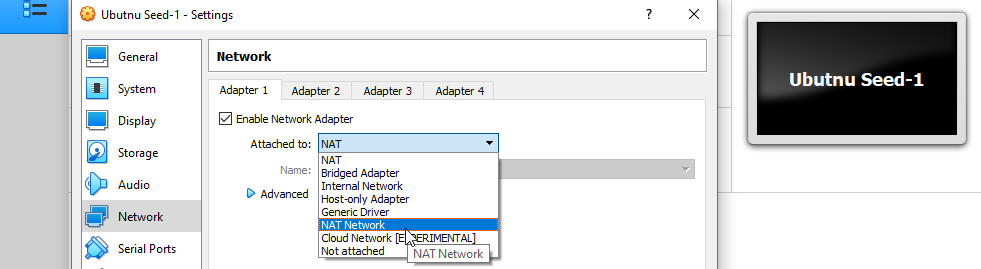 Ubutnu Seed-1 - Settings
?
General
System
Display
Storage
Audio
Network
Serial Ports
Network
Adapter 1 Adapter 2 Adapter 3 Adapter 4
Enable Network Adapter
Attached to: NAT
NAT
Bridged Adapter
Name:
Internal Network
Advanced
Host-only Adapter
Generic Driver
NAT Network
Cloud Network [EXPERIMENTAL]
Not attached
NAT Network
Ubutnu Seed-1